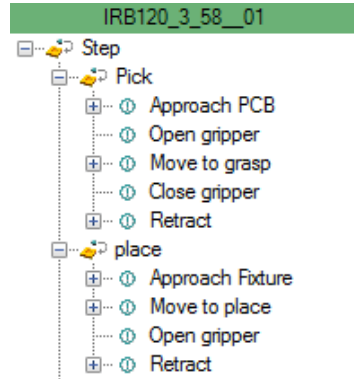 IRB120_3_58__01
Step
Pick
Approach PCB
Open gripper
Move to grasp
Close gripper
Retract
place
Approach Fixture
Move to place
Open gripper
Retract